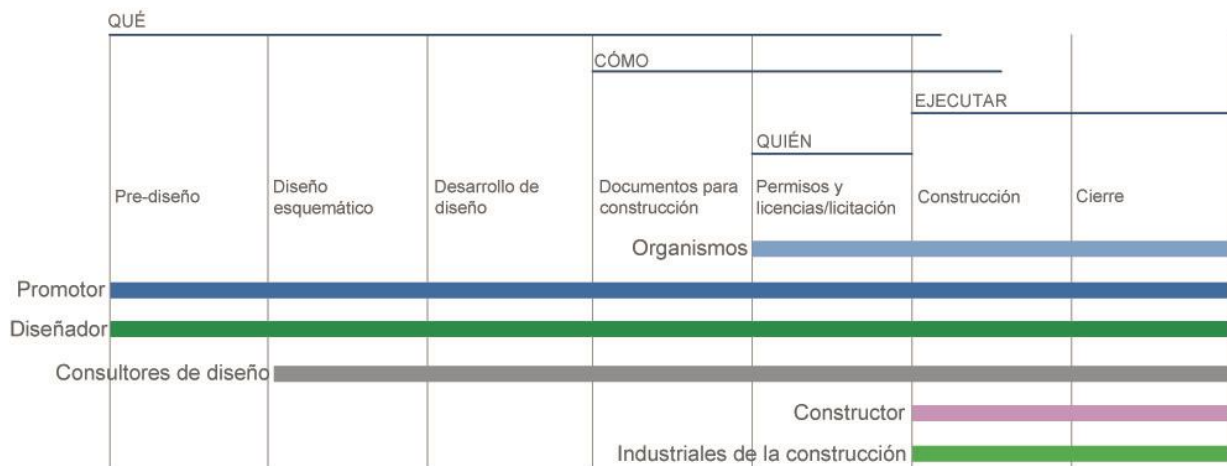 QUÉ
CÓMO
EJECUTAR
QUIÉN
Pre-diseño
Diseño
esquemático
Desarrollo de
diseño
Documentos para
construcción
Permisos y
licencias/licitación
Construcción
Cierre
Organismos
Promotor
Diseñador
Consultores de diseño
Constructor
Industriales de la construcción